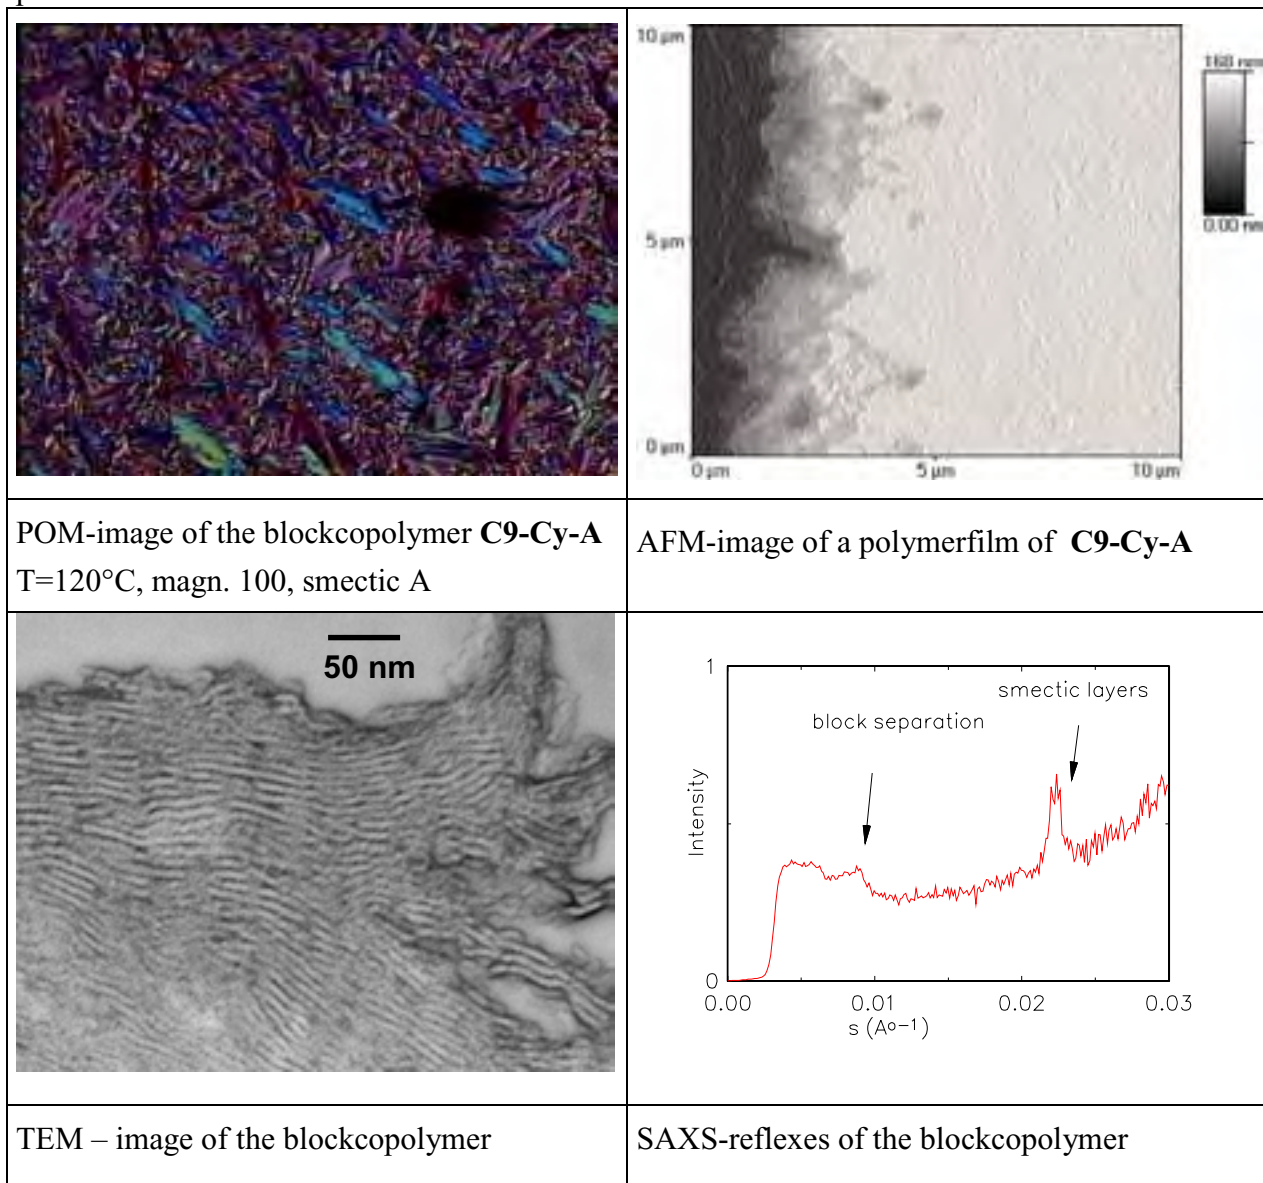 10 µm
5 µm
0 µm
0 µm
5 µm
10 µm
168 nm
0.00 nm
POM-image of the blockcopolymer C9-Cy-A
T=120°C, magn. 100, smectic A
AFM-image of a polymerfilm of C9-Cy-A
50 nm
1
smectic layers
block separation
Intensity
0
0.00
0.01
0.02
0.03
s (A°⁻¹)
TEM – image of the blockcopolymer
SAXS-reflexes of the blockcopolymer